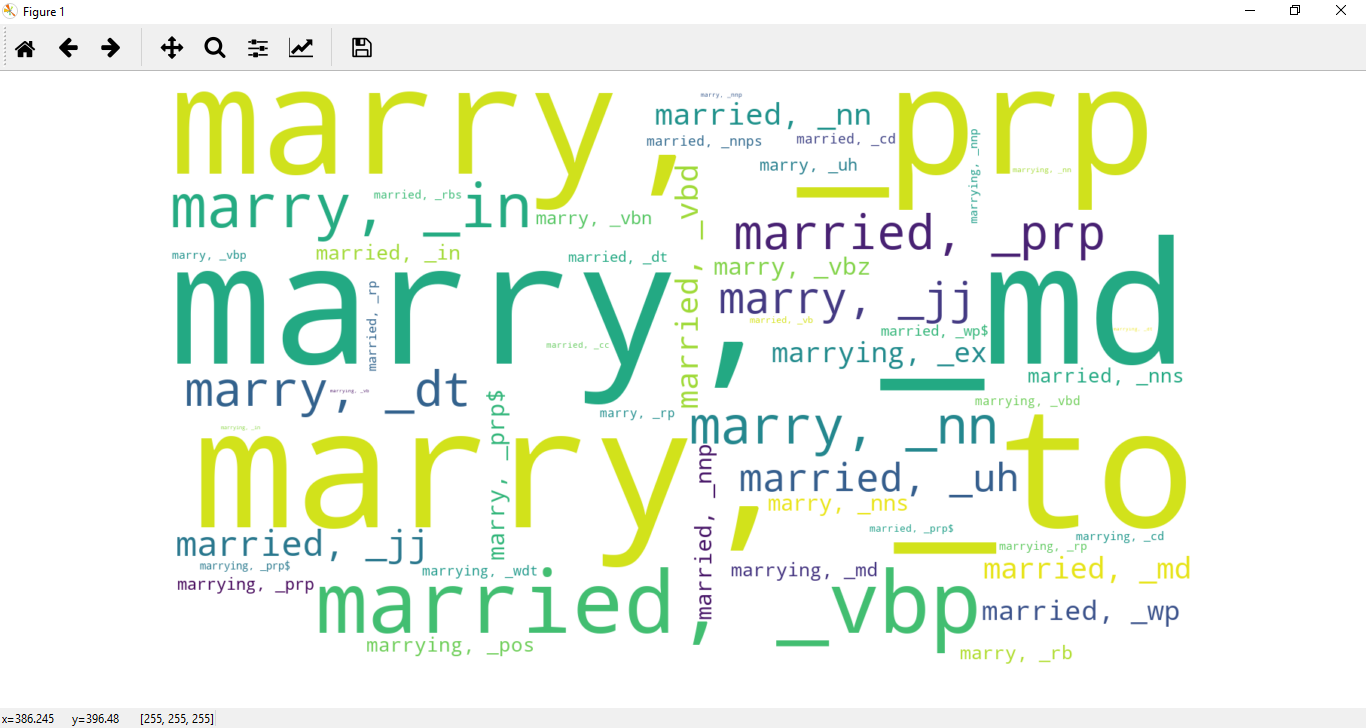 Figure 1
marry, _prp
marry, _nnp
married, _nn
married, _nnps
married, _cd
marry, _uh
marrying, _nnp
marrying, _nn
marry, _in
married, _rbs
marry, _vbn
married, _vbd
married, _prp
marry, _vbp
married, _in
married, _dt
marry, _vbz
marry, _md
married, _rp
marry, _jj
married, _vb
married, _wp$
married, _cc
marrying, _ex
married, _nns
marry, _dt
marrying, _vbd
marry, _prp$
marry, _rp
marry, _nn
marrying, _in
marry, _to
married, _nnp
married, _uh
marry, _nns
married, _prp$
marrying, _cd
married, _jj
marrying, _rp
marrying, _prp$
marrying, _wdt
marrying, _md
married, _md
marrying, _prp
married, _vbp
married, _wp
marrying, _pos
marry, _rb
x=386.245 y=396.48 [255, 255, 255]